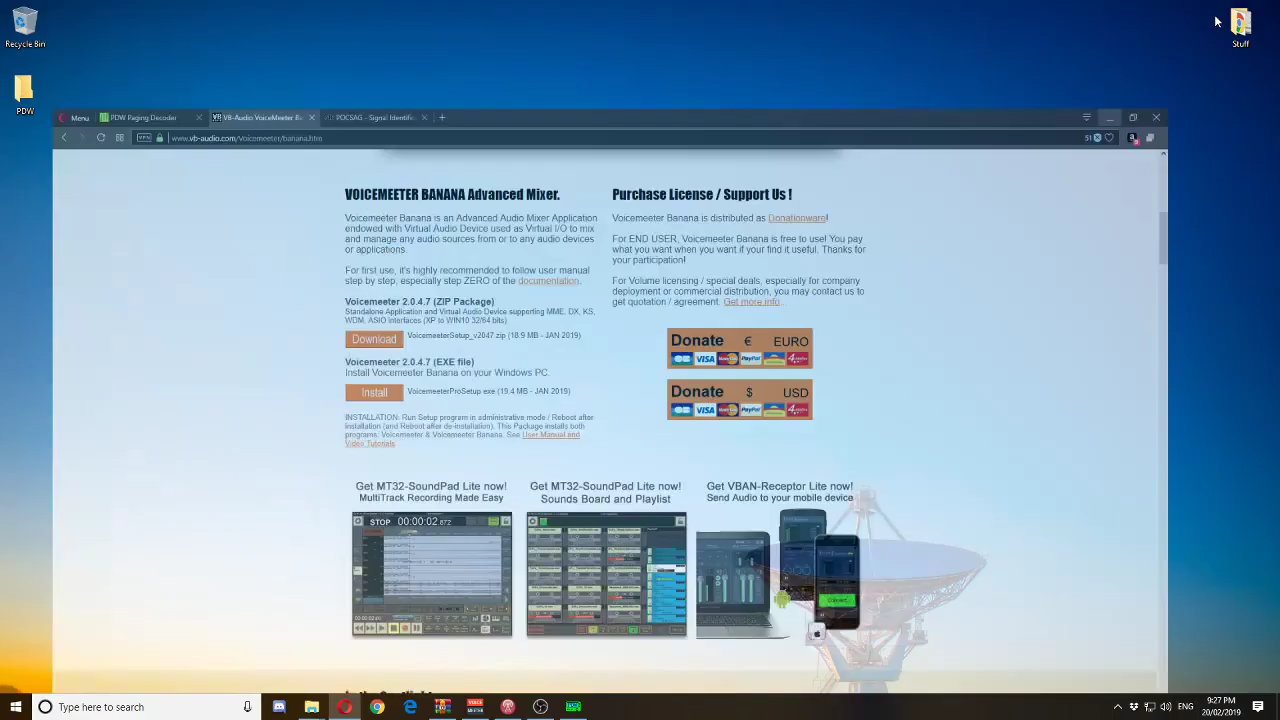 Recycle Bin
Stuff
PDW
Menu
PDW Paging Decoder
VB-Audio VoiceMeeter Ba
POCSAG - Signal Identific
VPN
www.vb-audio.com/Voicemeeter/banana.htm
51
VOICEMEETER BANANA Advanced Mixer.
Voicemeeter Banana is an Advanced Audio Mixer Application
endowed with Virtual Audio Device used as Virtual I/O to mix
and manage any audio sources from or to any audio devices
or applications.
For first use, it's highly recommended to follow user manual
step by step, especially step ZERO of the documentation.
Voicemeeter 2.0.4.7 (ZIP Package)
Standalone Application and Virtual Audio Device supporting MME, DX, KS,
WDM, ASIO interfaces (XP to WIN10 32/64 bits)
Download VoicemeeterSetup_v2047.zip (18.9 MB - JAN 2019)
Voicemeeter 2.0.4.7 (EXE file)
Install Voicemeeter Banana on your Windows PC.
Install VoicemeeterProSetup.exe (19.4 MB - JAN 2019)
INSTALLATION: Run Setup program in administrative mode / Reboot after
installation (and Reboot after de-installation). This Package installs both
programs: Voicemeeter & Voicemeeter Banana. See User Manual and
Video Tutorials
Purchase License / Support Us !
Voicemeeter Banana is distributed as Donationware!
For END USER, Voicemeeter Banana is free to use! You pay
what you want when you want if your find it useful. Thanks for
your participation!
For Volume licensing / special deals, especially for company
deployment or commercial distribution, you may contact us to
get quotation / agreement. Get more info.
Donate € EURO
VISA PayPal
Donate $ USD
VISA PayPal
Get MT32-SoundPad Lite now!
MultiTrack Recording Made Easy
Get MT32-SoundPad Lite now!
Sounds Board and Playlist
Get VBAN-Receptor Lite now!
Send Audio to your mobile device
STOP 00:00:02 872
Type here to search
ENG
9:27 PM
20/02/2019